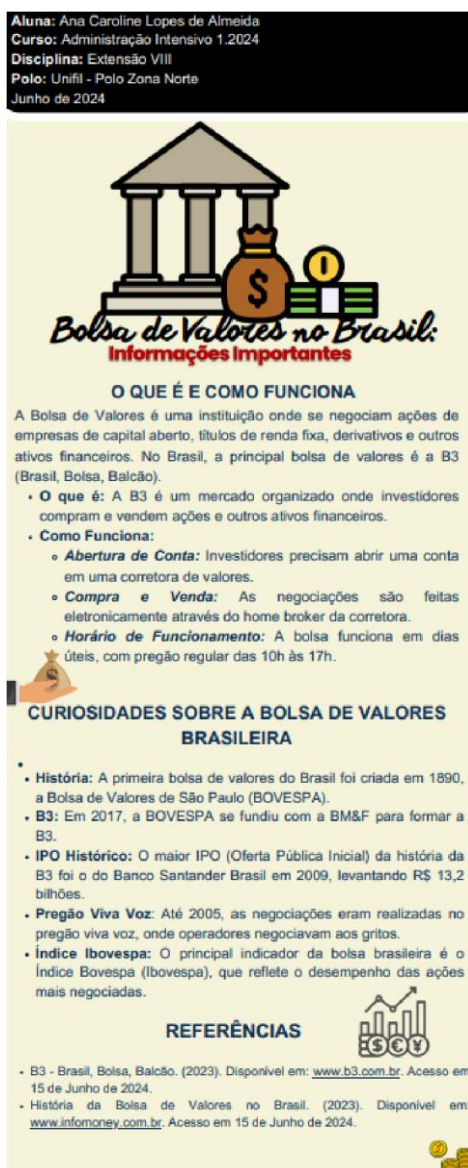 Aluna: Ana Caroline Lopes de Almeida
Curso: Administração Intensivo 1.2024
Disciplina: Extensão VIII
Polo: Unifil - Polo Zona Norte
Junho de 2024
Bolsa de Valores no Brasil:
Informações Importantes
O QUE É E COMO FUNCIONA
A Bolsa de Valores é uma instituição onde se negociam ações de
empresas de capital aberto, títulos de renda fixa, derivativos e outros
ativos financeiros. No Brasil, a principal bolsa de valores é a B3
(Brasil, Bolsa, Balcão).
• O que é: A B3 é um mercado organizado onde investidores
compram e vendem ações e outros ativos financeiros.
• Como Funciona:
◦ Abertura de Conta: Investidores precisam abrir uma conta
em uma corretora de valores.
◦ Compra e Venda: As negociações são feitas
eletronicamente através do home broker da corretora.
◦ Horário de Funcionamento: A bolsa funciona em dias
úteis, com pregão regular das 10h às 17h.
CURIOSIDADES SOBRE A BOLSA DE VALORES
BRASILEIRA
•
• História: A primeira bolsa de valores do Brasil foi criada em 1890,
a Bolsa de Valores de São Paulo (BOVESPA).
• B3: Em 2017, a BOVESPA se fundiu com a BM&F para formar a
B3.
• IPO Histórico: O maior IPO (Oferta Pública Inicial) da história da
B3 foi o do Banco Santander Brasil em 2009, levantando R$ 13,2
bilhões.
• Pregão Viva Voz: Até 2005, as negociações eram realizadas no
pregão viva voz, onde operadores negociavam aos gritos.
• Índice Ibovespa: O principal indicador da bolsa brasileira é o
Índice Bovespa (Ibovespa), que reflete o desempenho das ações
mais negociadas.
REFERÊNCIAS
- B3 - Brasil, Bolsa, Balcão. (2023). Disponível em: www.b3.com.br. Acesso em
15 de Junho de 2024.
- História da Bolsa de Valores no Brasil. (2023). Disponível em:
www.infomoney.com.br. Acesso em 15 de Junho de 2024.